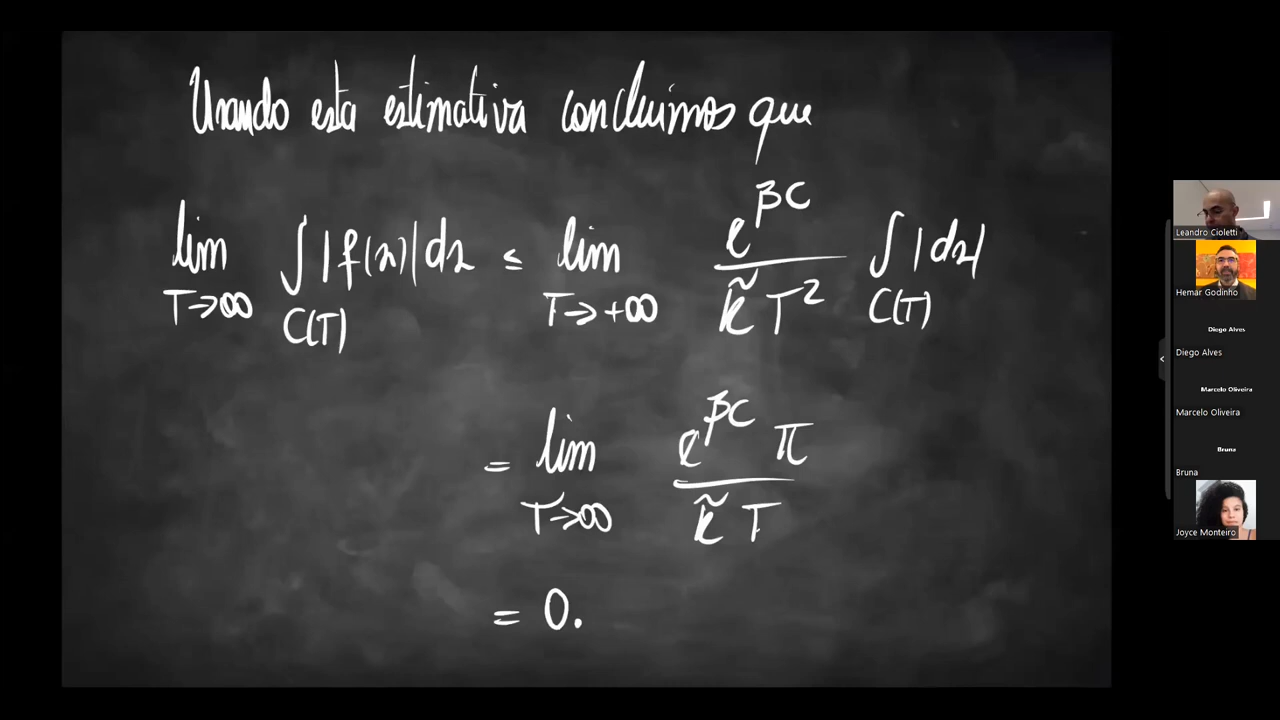 Usando esta estimativa concluimos que
lim ∫ |f(z)| dz ≤ lim e^{βC} / (k̃ T²) ∫ |dz|
T→∞ C(T) T→+∞ C(T)
= lim e^{βC} π / (k̃ T)
T→∞
= 0.
Leandro Cioletti
Hemar Godinho
Diego Alves
Diego Alves
Marcelo Oliveira
Marcelo Oliveira
Bruna
Bruna
Joyce Monteiro